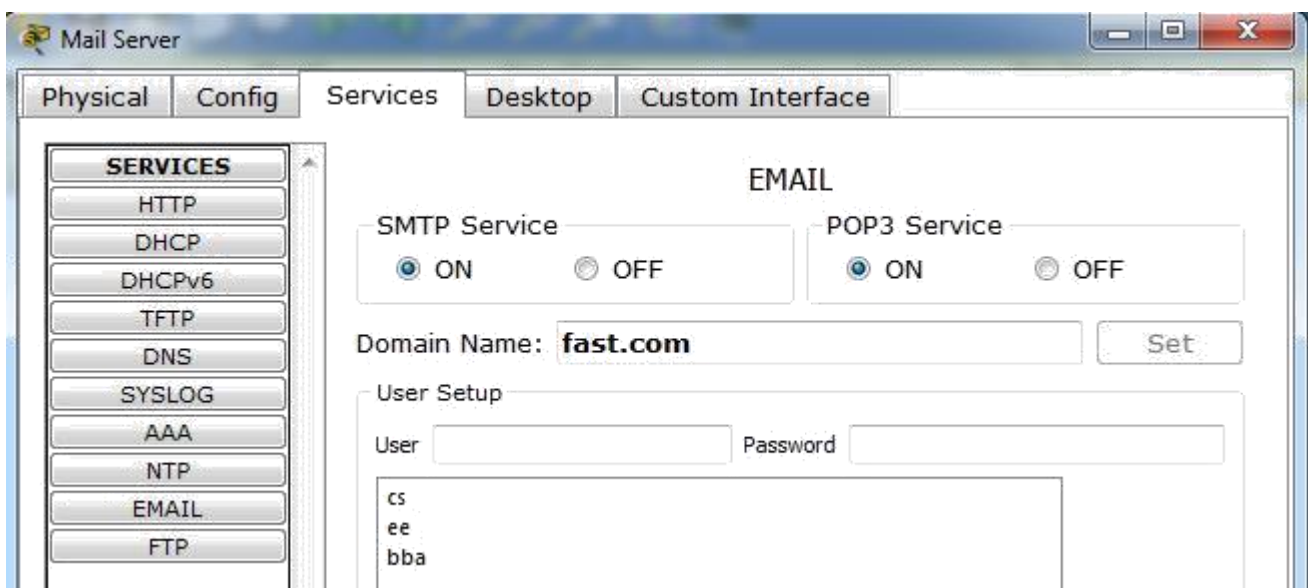 Mail Server
Physical Config Services Desktop Custom Interface
SERVICES
HTTP
DHCP
DHCPv6
TFTP
DNS
SYSLOG
AAA
NTP
EMAIL
FTP
EMAIL
SMTP Service POP3 Service
ON OFF ON OFF
Domain Name: fast.com Set
User Setup
User Password
cs
ee
bba